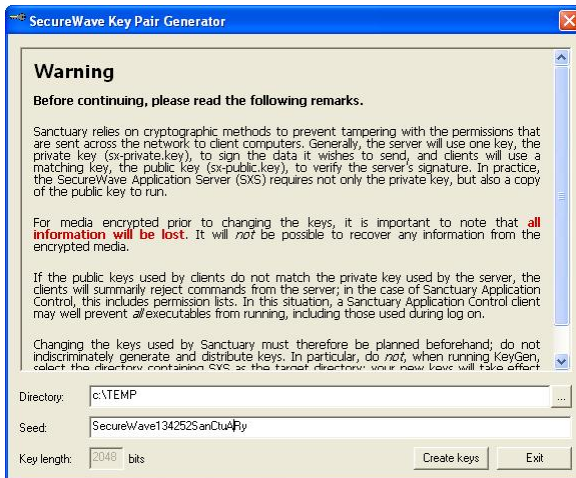 SecureWave Key Pair Generator
Warning
Before continuing, please read the following remarks.
Sanctuary relies on cryptographic methods to prevent tampering with the permissions that
are sent across the network to client computers. Generally, the server will use one key, the
private key (sx-private.key), to sign the data it wishes to send, and clients will use a
matching key, the public key (sx-public.key), to verify the server's signature. In practice,
the SecureWave Application Server (SXS) requires not only the private key, but also a copy
of the public key to run.
For media encrypted prior to changing the keys, it is important to note that all
information will be lost. It will not be possible to recover any information from the
encrypted media.
If the public keys used by clients do not match the private key used by the server, the
clients will summarily reject commands from the server; in the case of Sanctuary Application
Control, this includes permission lists. In this situation, a Sanctuary Application Control client
may well prevent all executables from running, including those used during log on.
Changing the keys used by Sanctuary must therefore be planned beforehand; do not
indiscriminately generate and distribute keys. In particular, do not, when running KeyGen,
select the directory containing SXS as the target directory: your new keys will take effect
Directory: c:\TEMP ...
Seed: SecureWave134252SanCtuARy
Key length: 2048 bits Create keys Exit